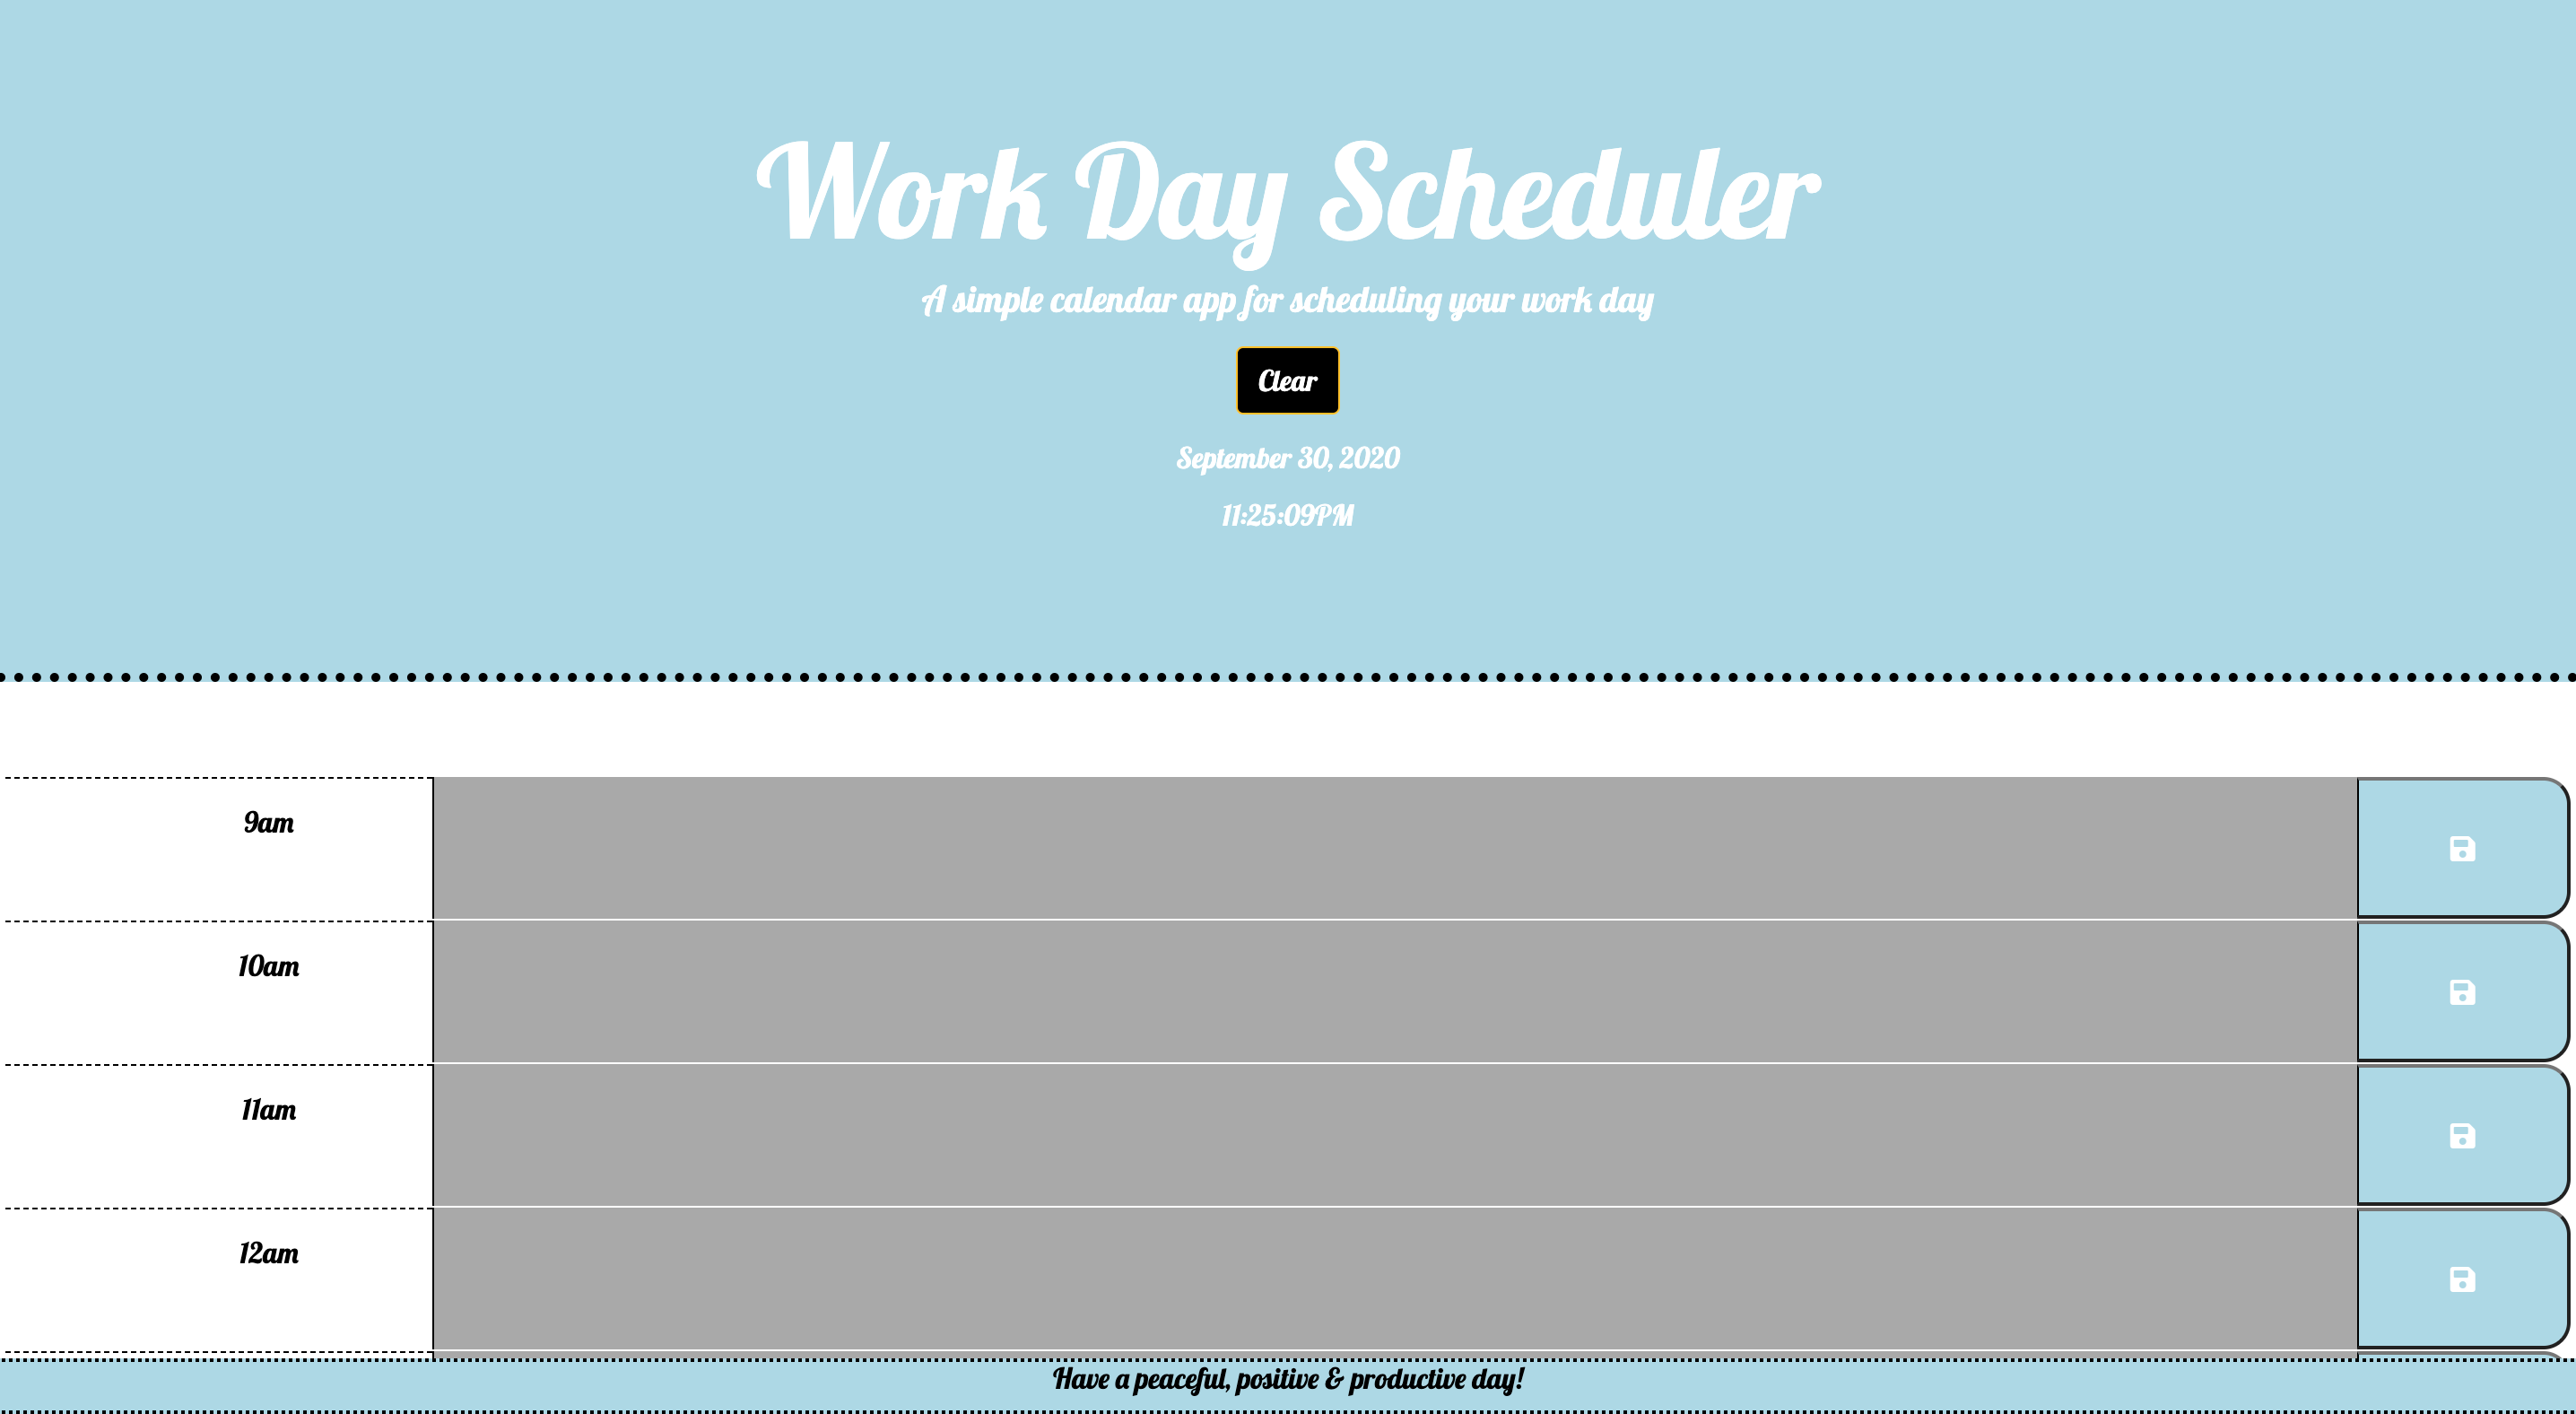 Work Day Scheduler
A simple calendar app for scheduling your work day
Clear
September 30, 2020
11:25:09PM
9am
10am
11am
12am
Have a peaceful, positive & productive day!